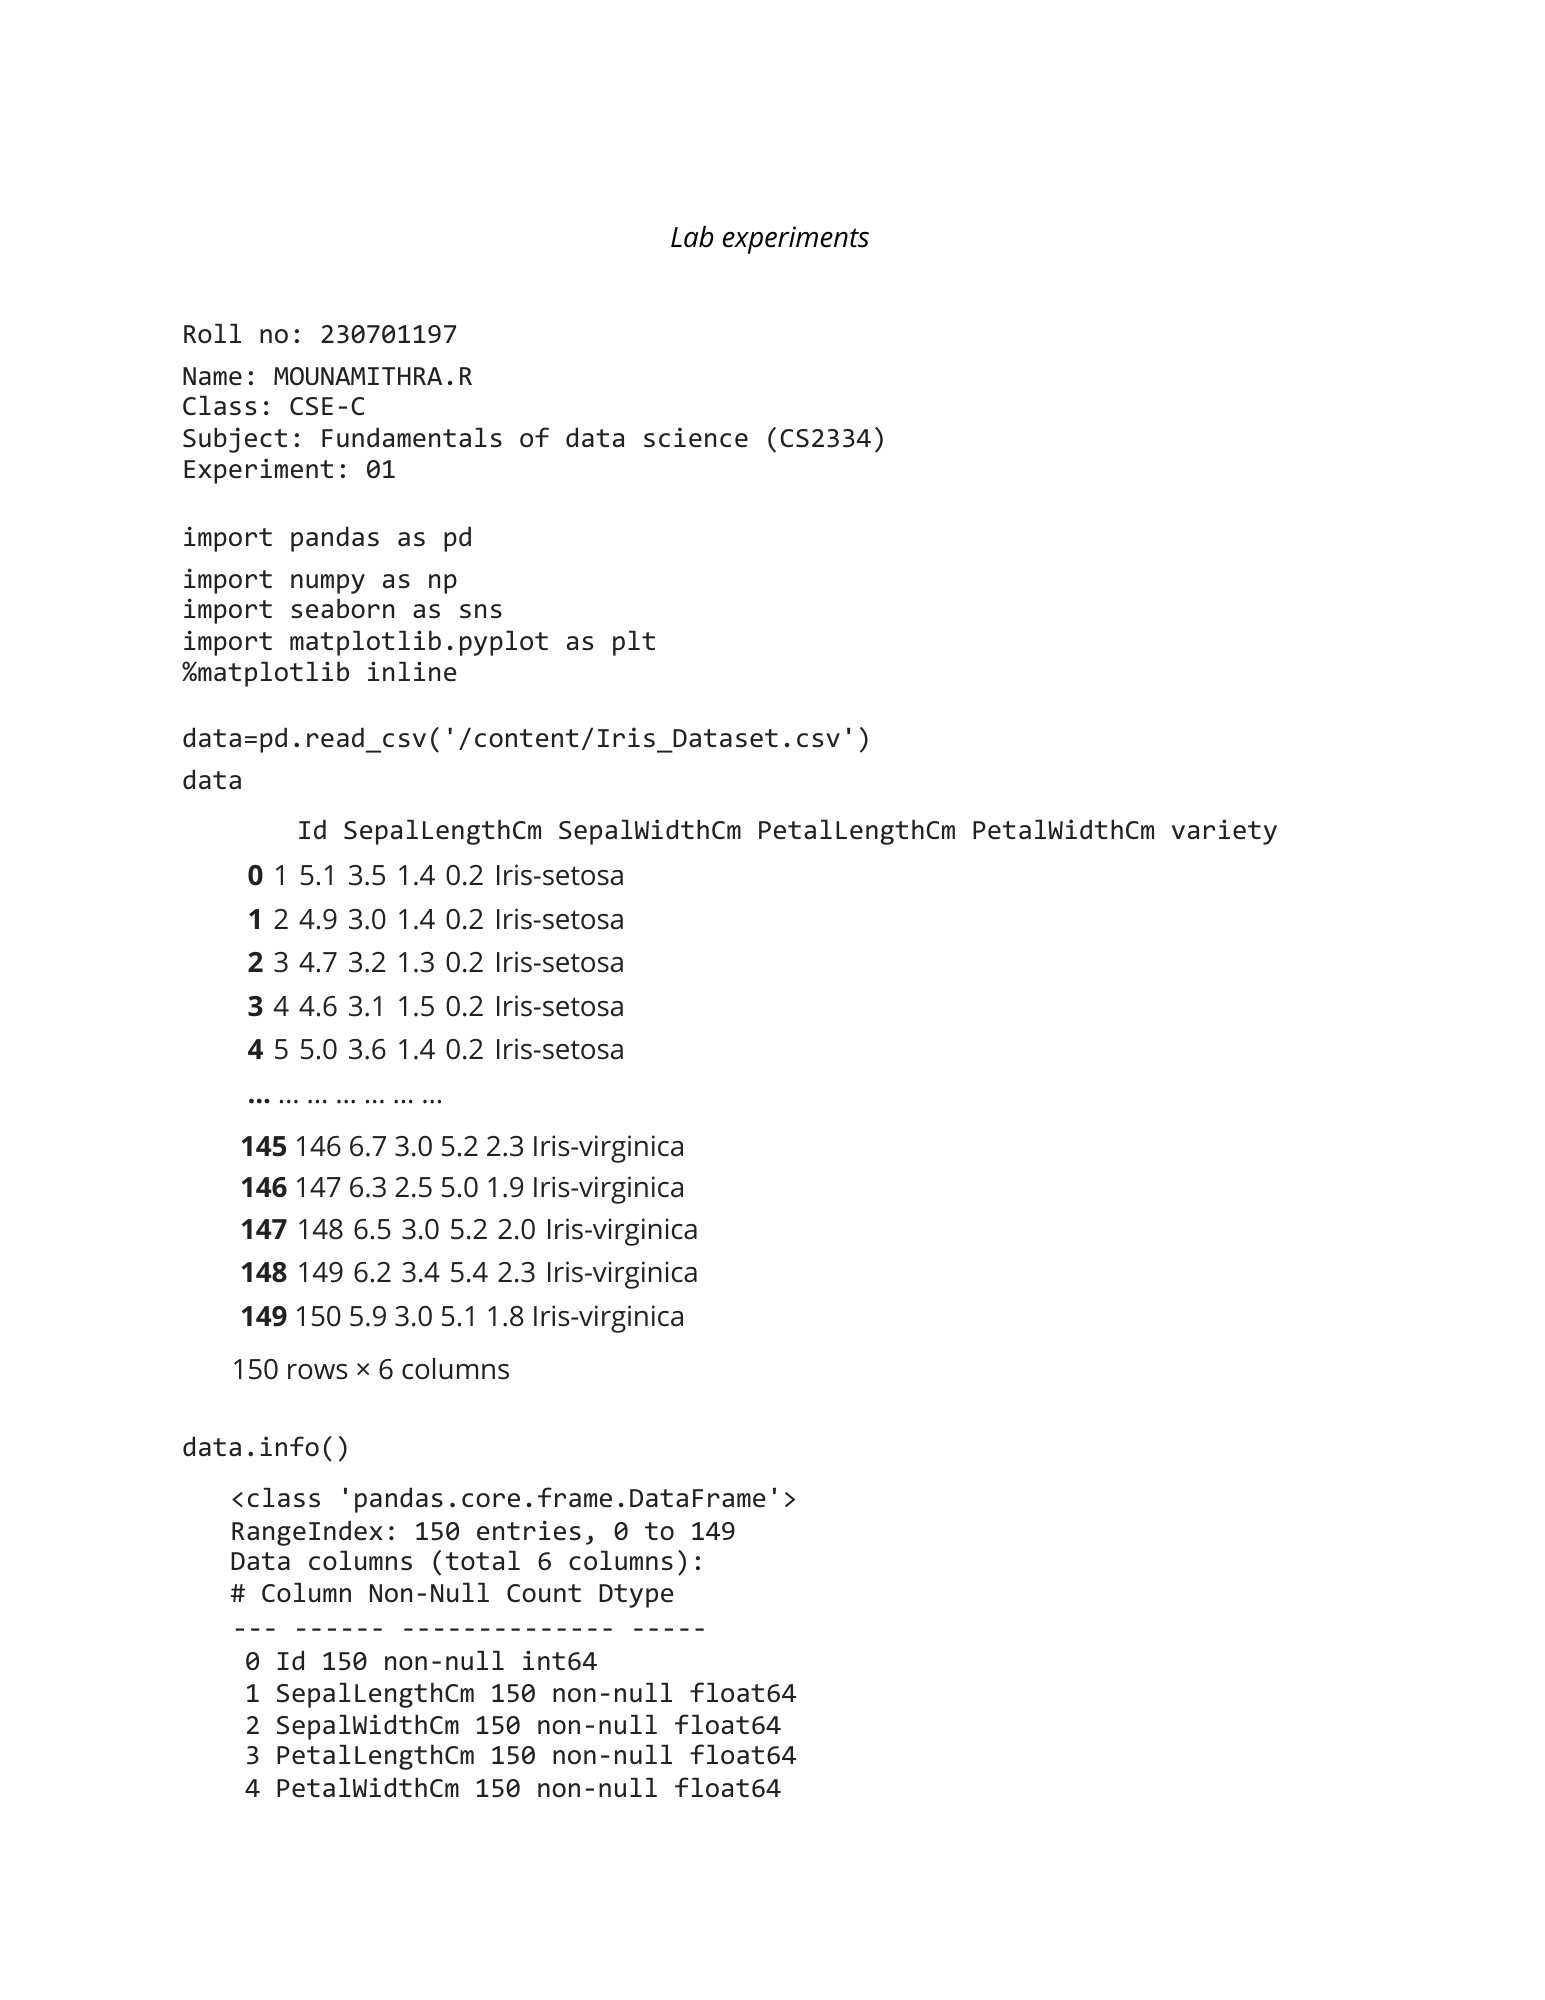 Lab experiments
Roll no: 230701197
Name: MOUNAMITHRA.R
Class: CSE-C
Subject: Fundamentals of data science (CS2334)
Experiment: 01
import pandas as pd
import numpy as np
import seaborn as sns
import matplotlib.pyplot as plt
%matplotlib inline
data=pd.read_csv('/content/Iris_Dataset.csv')
data
Id SepalLengthCm SepalWidthCm PetalLengthCm PetalWidthCm variety
0 1 5.1 3.5 1.4 0.2 Iris-setosa
1 2 4.9 3.0 1.4 0.2 Iris-setosa
2 3 4.7 3.2 1.3 0.2 Iris-setosa
3 4 4.6 3.1 1.5 0.2 Iris-setosa
4 5 5.0 3.6 1.4 0.2 Iris-setosa
... ... ... ... ... ... ...
145 146 6.7 3.0 5.2 2.3 Iris-virginica
146 147 6.3 2.5 5.0 1.9 Iris-virginica
147 148 6.5 3.0 5.2 2.0 Iris-virginica
148 149 6.2 3.4 5.4 2.3 Iris-virginica
149 150 5.9 3.0 5.1 1.8 Iris-virginica
150 rows × 6 columns
data.info()
<class 'pandas.core.frame.DataFrame'>
RangeIndex: 150 entries, 0 to 149
Data columns (total 6 columns):
# Column Non-Null Count Dtype
--- ------ -------------- -----
0 Id 150 non-null int64
1 SepalLengthCm 150 non-null float64
2 SepalWidthCm 150 non-null float64
3 PetalLengthCm 150 non-null float64
4 PetalWidthCm 150 non-null float64